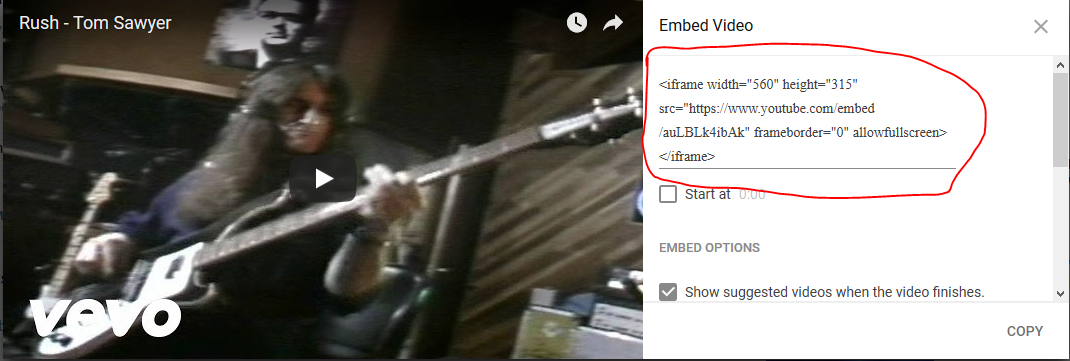 Rush - Tom Sawyer
vevo
Embed Video
<iframe width="560" height="315"
src="https://www.youtube.com/embed
/auLBLk4ibAk" frameborder="0" allowfullscreen>
</iframe>
Start at 0:00
EMBED OPTIONS
Show suggested videos when the video finishes.
COPY